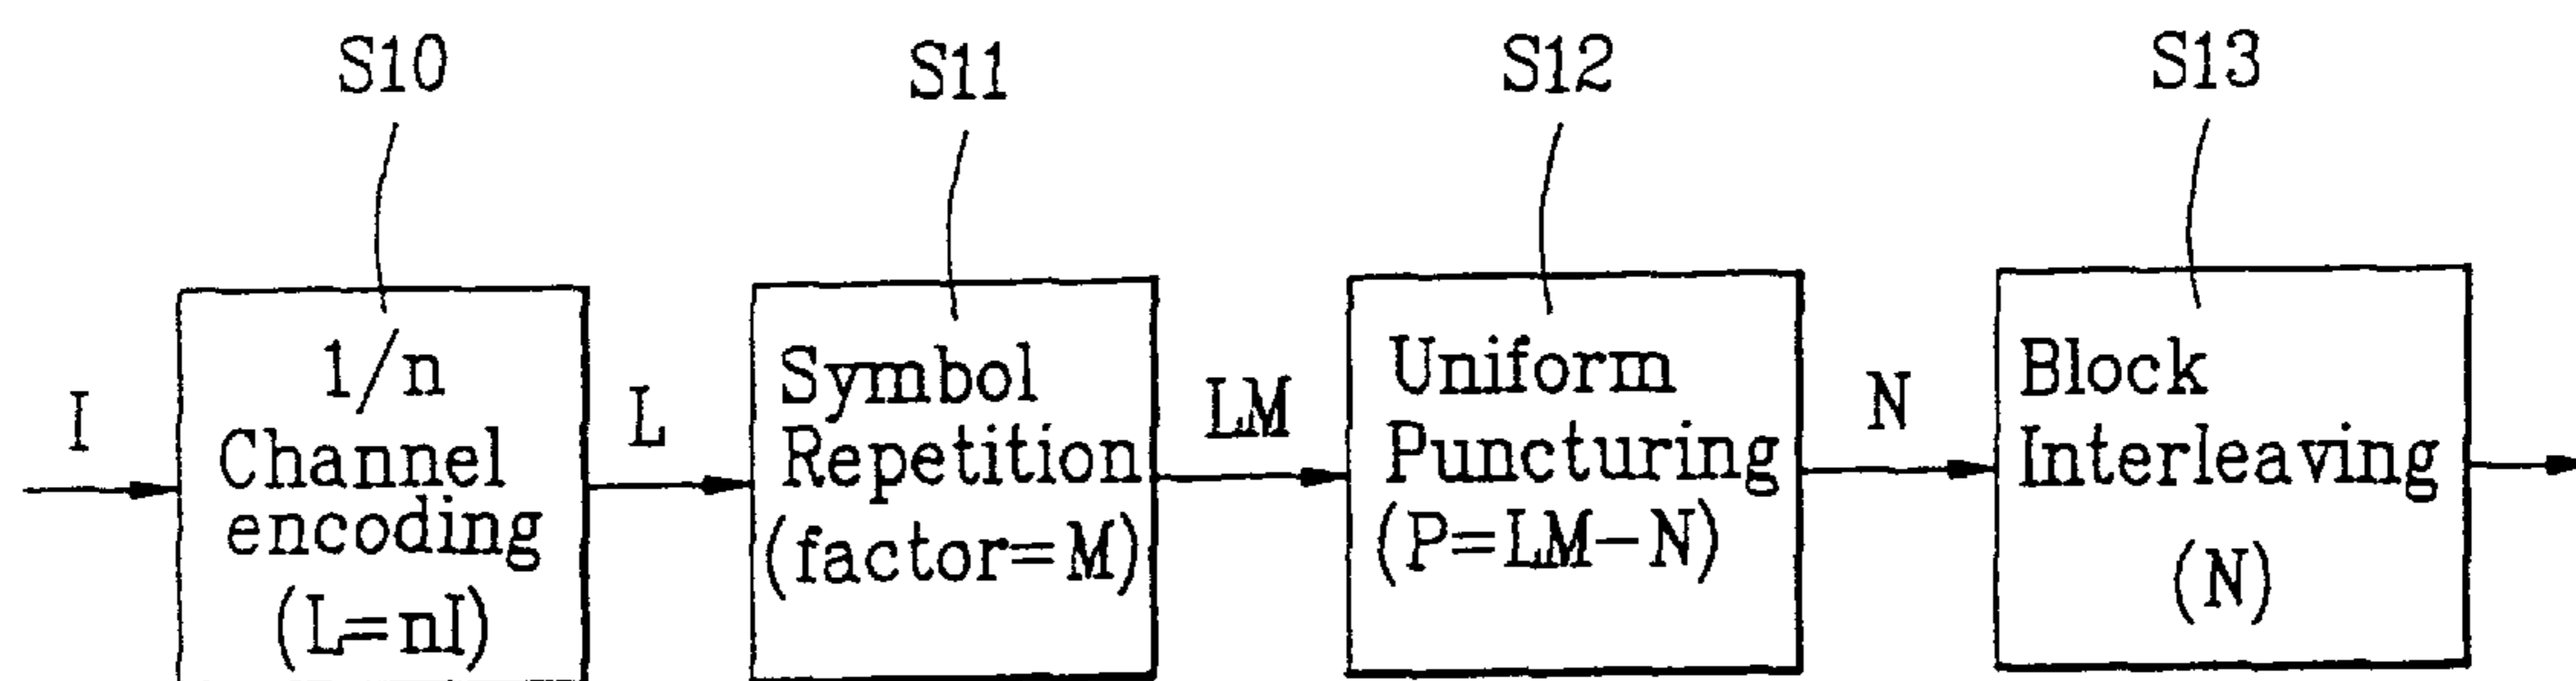 S10
S11
S12
S13
I
1/n
Channel
encoding
(L=nI)
L
Symbol
Repetition
(factor=M)
LM
Uniform
Puncturing
(P=LM-N)
N
Block
Interleaving
(N)